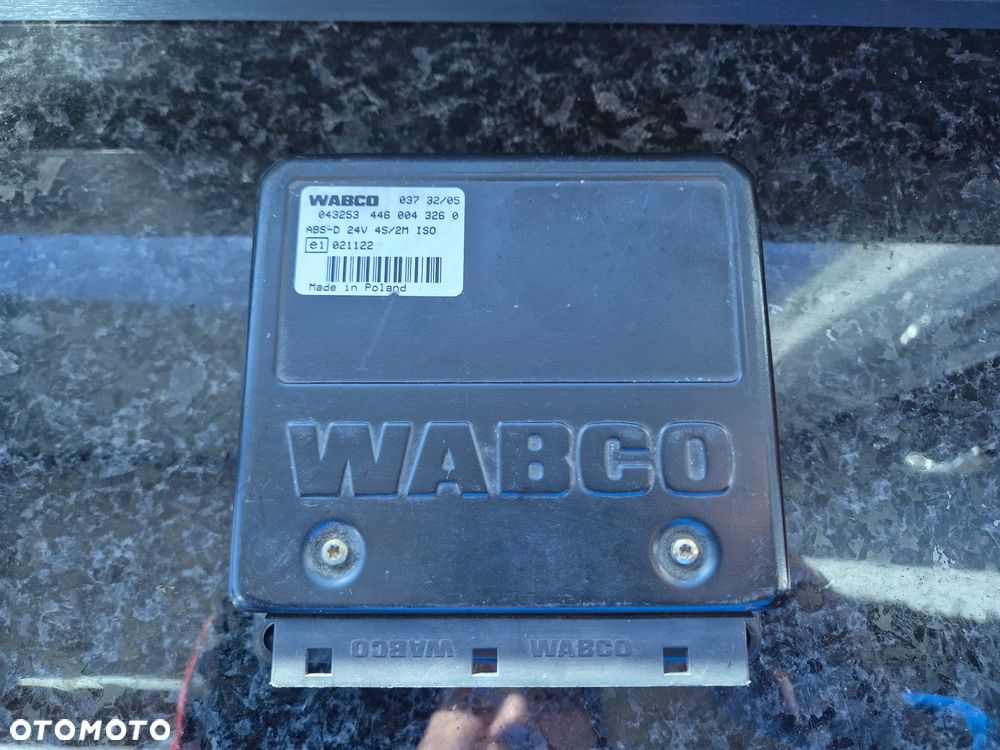 WABCO 037 32/05
043253 446 004 326 0
ABS-D 24V 4S/2M ISO
e1 021122
Made in Poland
WABCO
WABCO WABCO
OTOMOTO